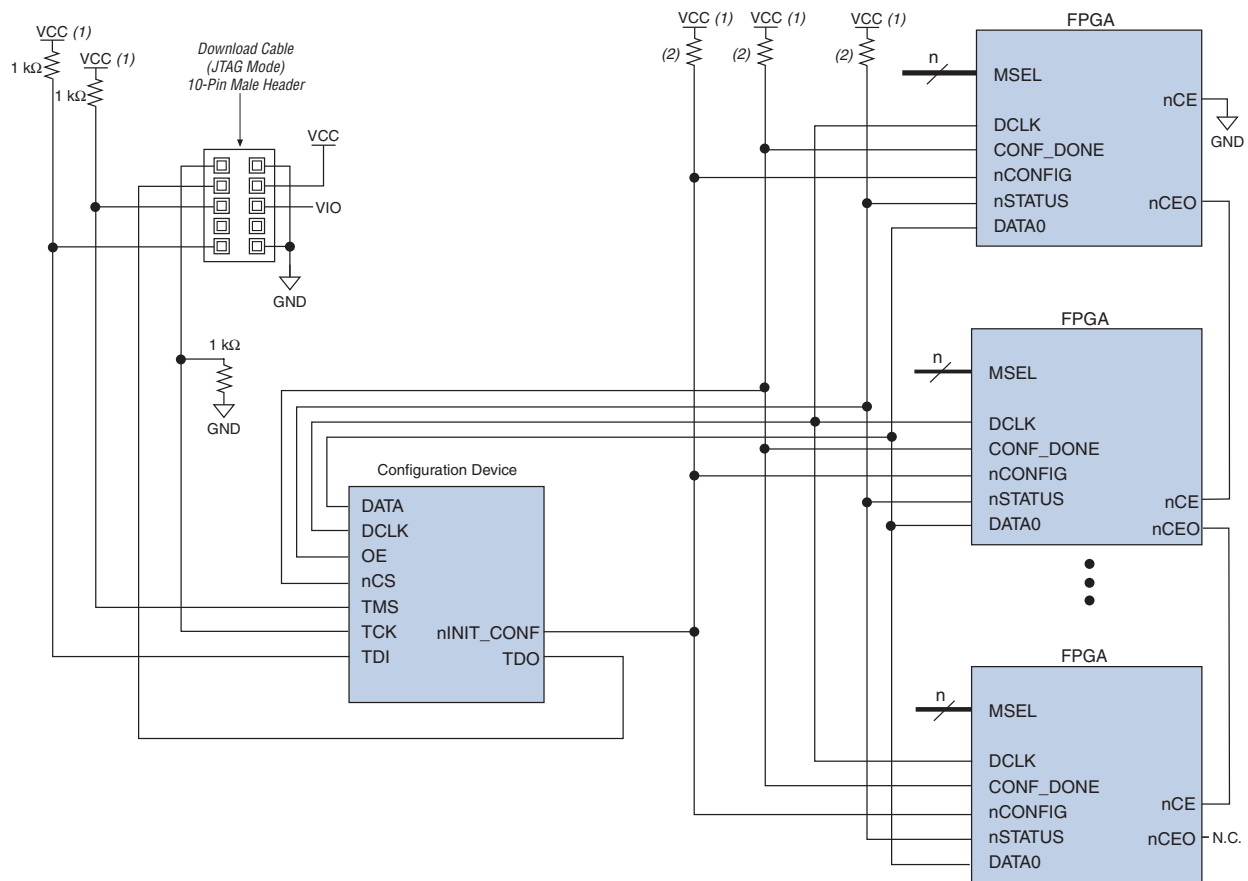 VCC (1)
1 kΩ
VCC (1)
1 kΩ
Download Cable
(JTAG Mode)
10-Pin Male Header
VCC
VIO
GND
1 kΩ
GND
VCC (1)
(2)
VCC (1)
(2)
VCC (1)
(2)
Configuration Device
DATA
DCLK
OE
nCS
TMS
TCK
TDI
nINIT_CONF
TDO
FPGA
n
MSEL
DCLK
CONF_DONE
nCONFIG
nSTATUS
DATA0
nCE
GND
nCEO
FPGA
n
MSEL
DCLK
CONF_DONE
nCONFIG
nSTATUS
DATA0
nCE
nCEO
FPGA
n
MSEL
DCLK
CONF_DONE
nCONFIG
nSTATUS
DATA0
nCE
nCEO
N.C.